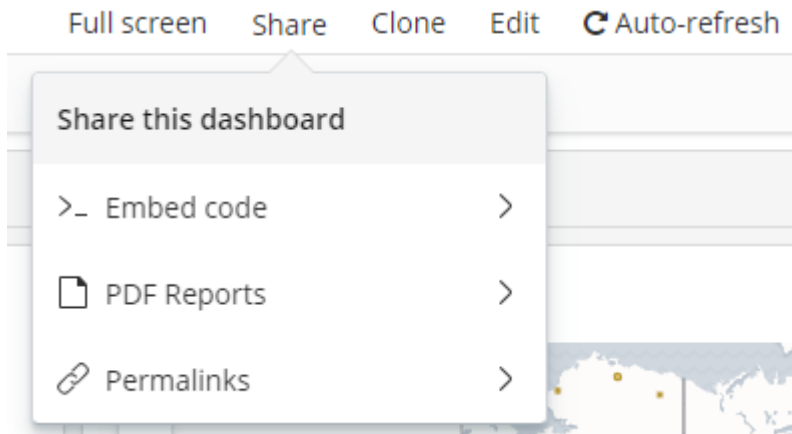 Full screen Share Clone Edit Auto-refresh
Share this dashboard
Embed code
PDF Reports
Permalinks